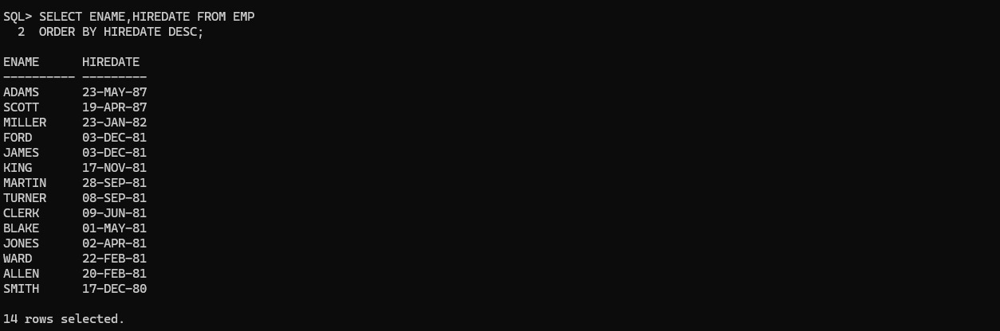 SQL> SELECT ENAME,HIREDATE FROM EMP
  2  ORDER BY HIREDATE DESC;
ENAME      HIREDATE
---------- ---------
ADAMS      23-MAY-87
SCOTT      19-APR-87
MILLER     23-JAN-82
FORD       03-DEC-81
JAMES      03-DEC-81
KING       17-NOV-81
MARTIN     28-SEP-81
TURNER     08-SEP-81
CLERK      09-JUN-81
BLAKE      01-MAY-81
JONES      02-APR-81
WARD       22-FEB-81
ALLEN      20-FEB-81
SMITH      17-DEC-80
14 rows selected.